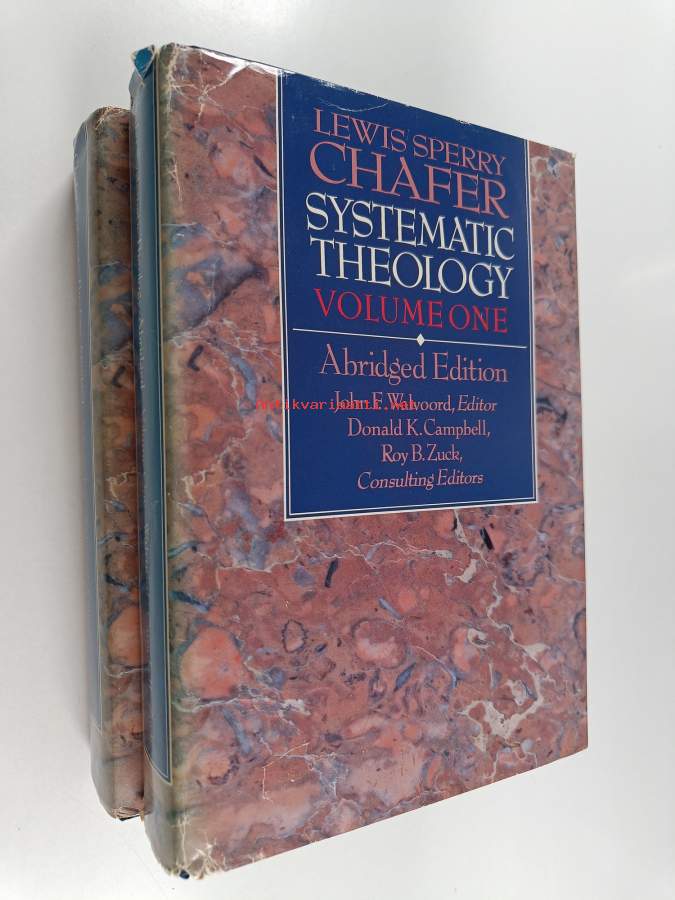 LEWIS SPERRY
CHAFER
SYSTEMATIC
THEOLOGY
VOLUME ONE
Abridged Edition
John F. Walvoord, Editor
Donald K. Campbell,
Roy B. Zuck,
Consulting Editors